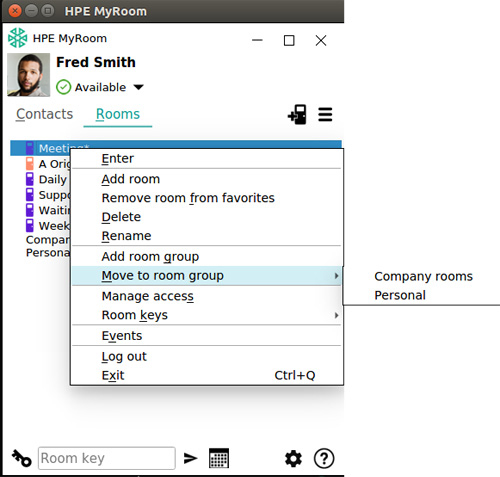 HPE MyRoom
HPE MyRoom
Fred Smith
Available
Contacts Rooms
Meeting*
A Orig
Daily
Suppo
Waitin
Week
Compan
Persona
Enter
Add room
Remove room from favorites
Delete
Rename
Add room group
Move to room group
Manage access
Room keys
Events
Log out
Exit Ctrl+Q
Company rooms
Personal
Room key